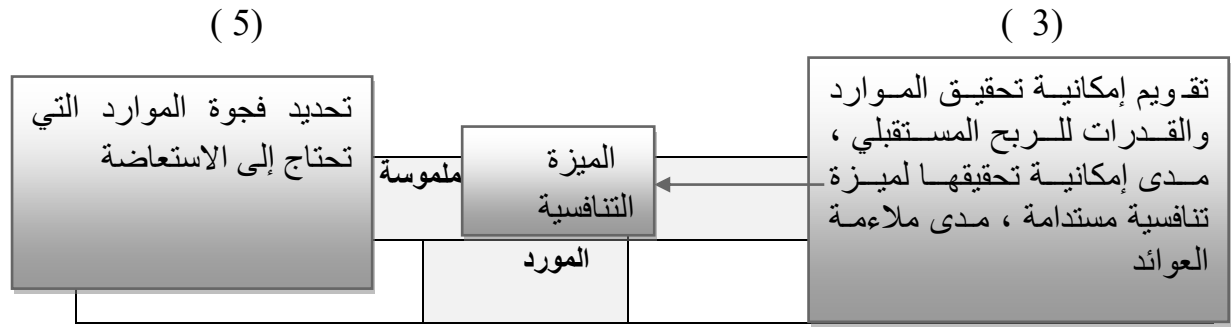 ( 3)
(5 )
تقويم إمكانية تحقيق الموارد
والقدرات للربح المستقبلي ،
مدى إمكانية تحقيقها لميزة
تنافسية مستدامة ، مدى ملاءمة
العوائد
الميزة
التنافسية
ملموسة
المورد
تحديد فجوة الموارد التي
تحتاج إلى الاستعاضة